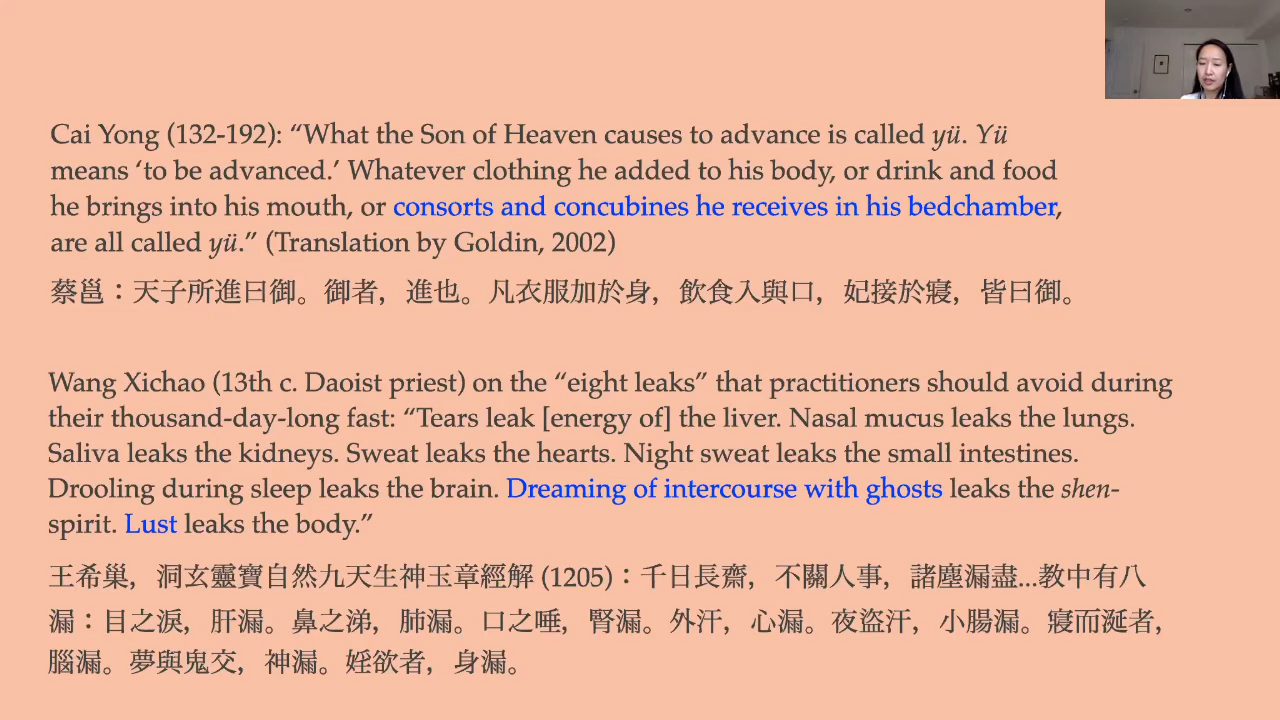 Cai Yong (132-192): “What the Son of Heaven causes to advance is called yü. Yü
means ‘to be advanced.’ Whatever clothing he added to his body, or drink and food
he brings into his mouth, or consorts and concubines he receives in his bedchamber,
are all called yü.” (Translation by Goldin, 2002)
蔡邕：天子所進曰御。御者，進也。凡衣服加於身，飲食入與口，妃接於寢，皆曰御。
Wang Xichao (13th c. Daoist priest) on the “eight leaks” that practitioners should avoid during
their thousand-day-long fast: “Tears leak [energy of] the liver. Nasal mucus leaks the lungs.
Saliva leaks the kidneys. Sweat leaks the hearts. Night sweat leaks the small intestines.
Drooling during sleep leaks the brain. Dreaming of intercourse with ghosts leaks the shen-
spirit. Lust leaks the body.”
王希巢，洞玄靈寶自然九天生神玉章經解 (1205)：千日長齋，不關人事，諸塵漏盡...教中有八
漏：目之淚，肝漏。鼻之涕，肺漏。口之唾，腎漏。外汗，心漏。夜盜汗，小腸漏。寢而涎者，
腦漏。夢與鬼交，神漏。婬欲者，身漏。